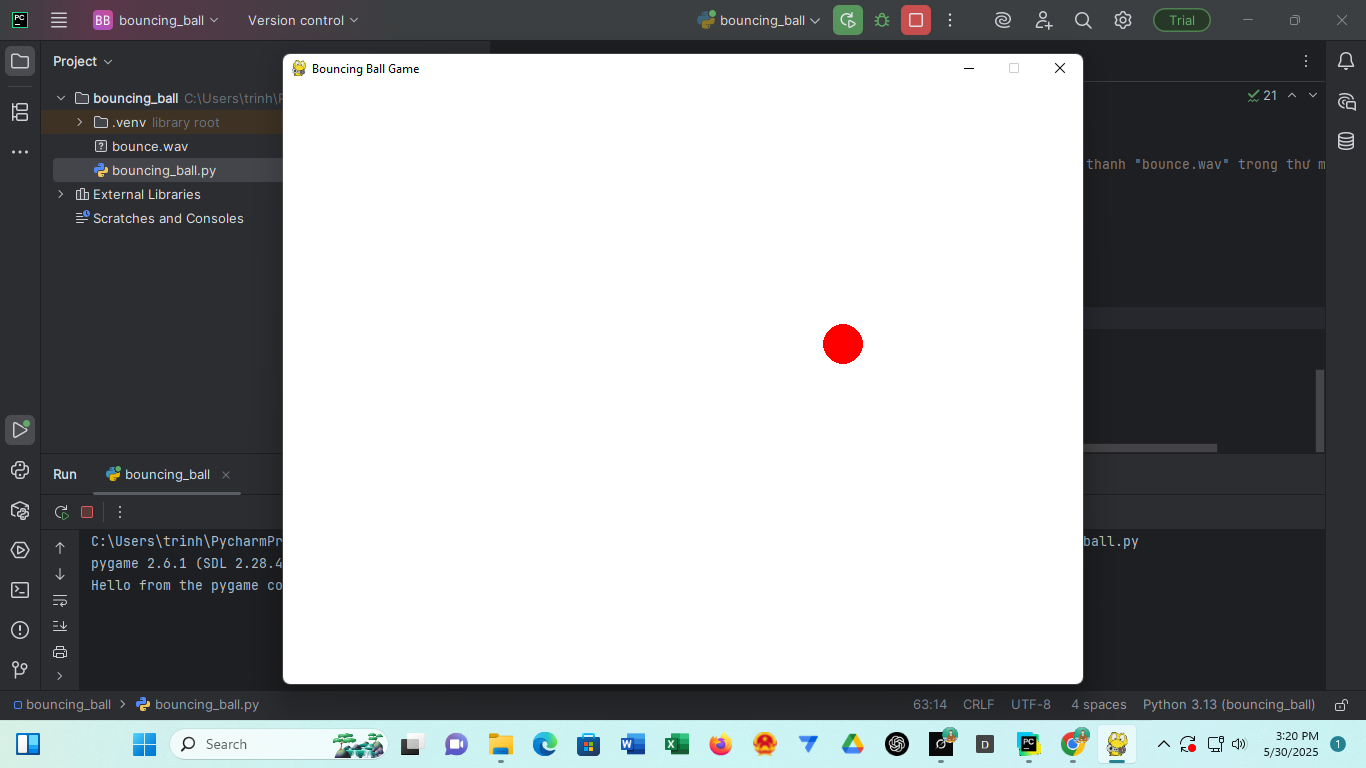 PC
BB bouncing_ball
Version control
bouncing_ball
Trial
Project
Bouncing Ball Game
bouncing_ball C:\Users\trinh\P
21
.venv library root
bounce.wav
thanh "bounce.wav" trong thư m
bouncing_ball.py
External Libraries
Scratches and Consoles
Run
bouncing_ball
C:\Users\trinh\PycharmPr
ball.py
pygame 2.6.1 (SDL 2.28.4
Hello from the pygame co
bouncing_ball
bouncing_ball.py
63:14
CRLF
UTF-8
4 spaces
Python 3.13 (bouncing_ball)
Search
D
PC
3:20 PM
5/30/2025
1